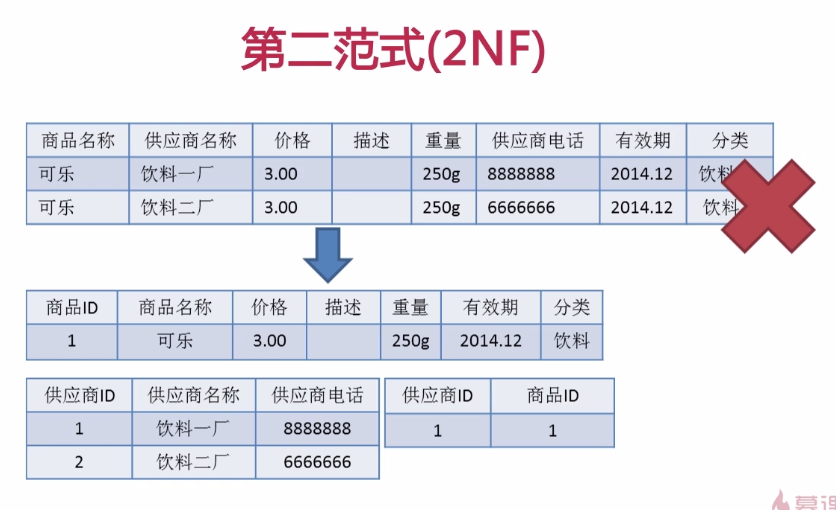 第二范式(2NF)
商品名称 供应商名称 价格 描述 重量 供应商电话 有效期 分类
可乐 饮料一厂 3.00 250g 8888888 2014.12 饮料
可乐 饮料二厂 3.00 250g 6666666 2014.12 饮料
商品ID 商品名称 价格 描述 重量 有效期 分类
1 可乐 3.00 250g 2014.12 饮料
供应商ID 供应商名称 供应商电话
1 饮料一厂 8888888
2 饮料二厂 6666666
供应商ID 商品ID
1 1